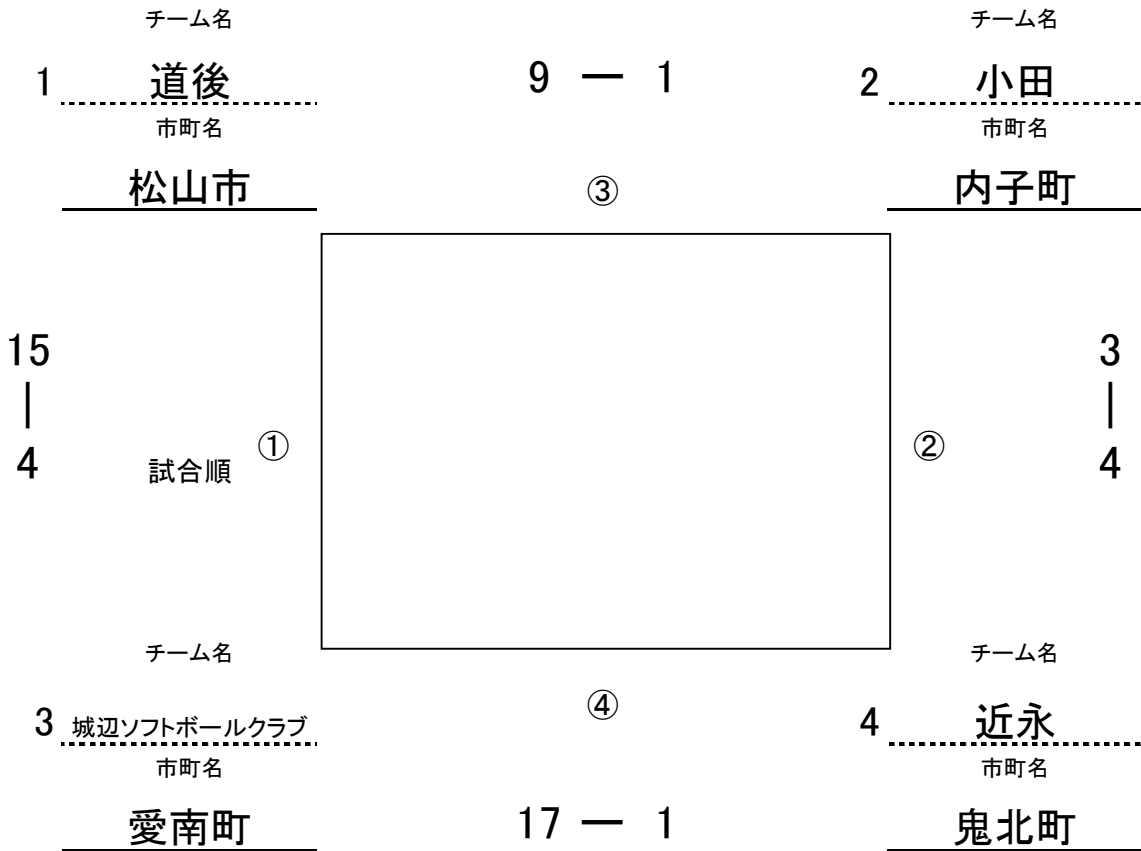 チーム名 チーム名
1 道後 9 ー 1 2 小田
市町名 市町名
松山市 ③ 内子町
15 3
| |
4 試合順 ① ② 4
チーム名 チーム名
3 城辺ソフトボールクラブ ④ 4 近永
市町名 市町名
愛南町 17 ー 1 鬼北町